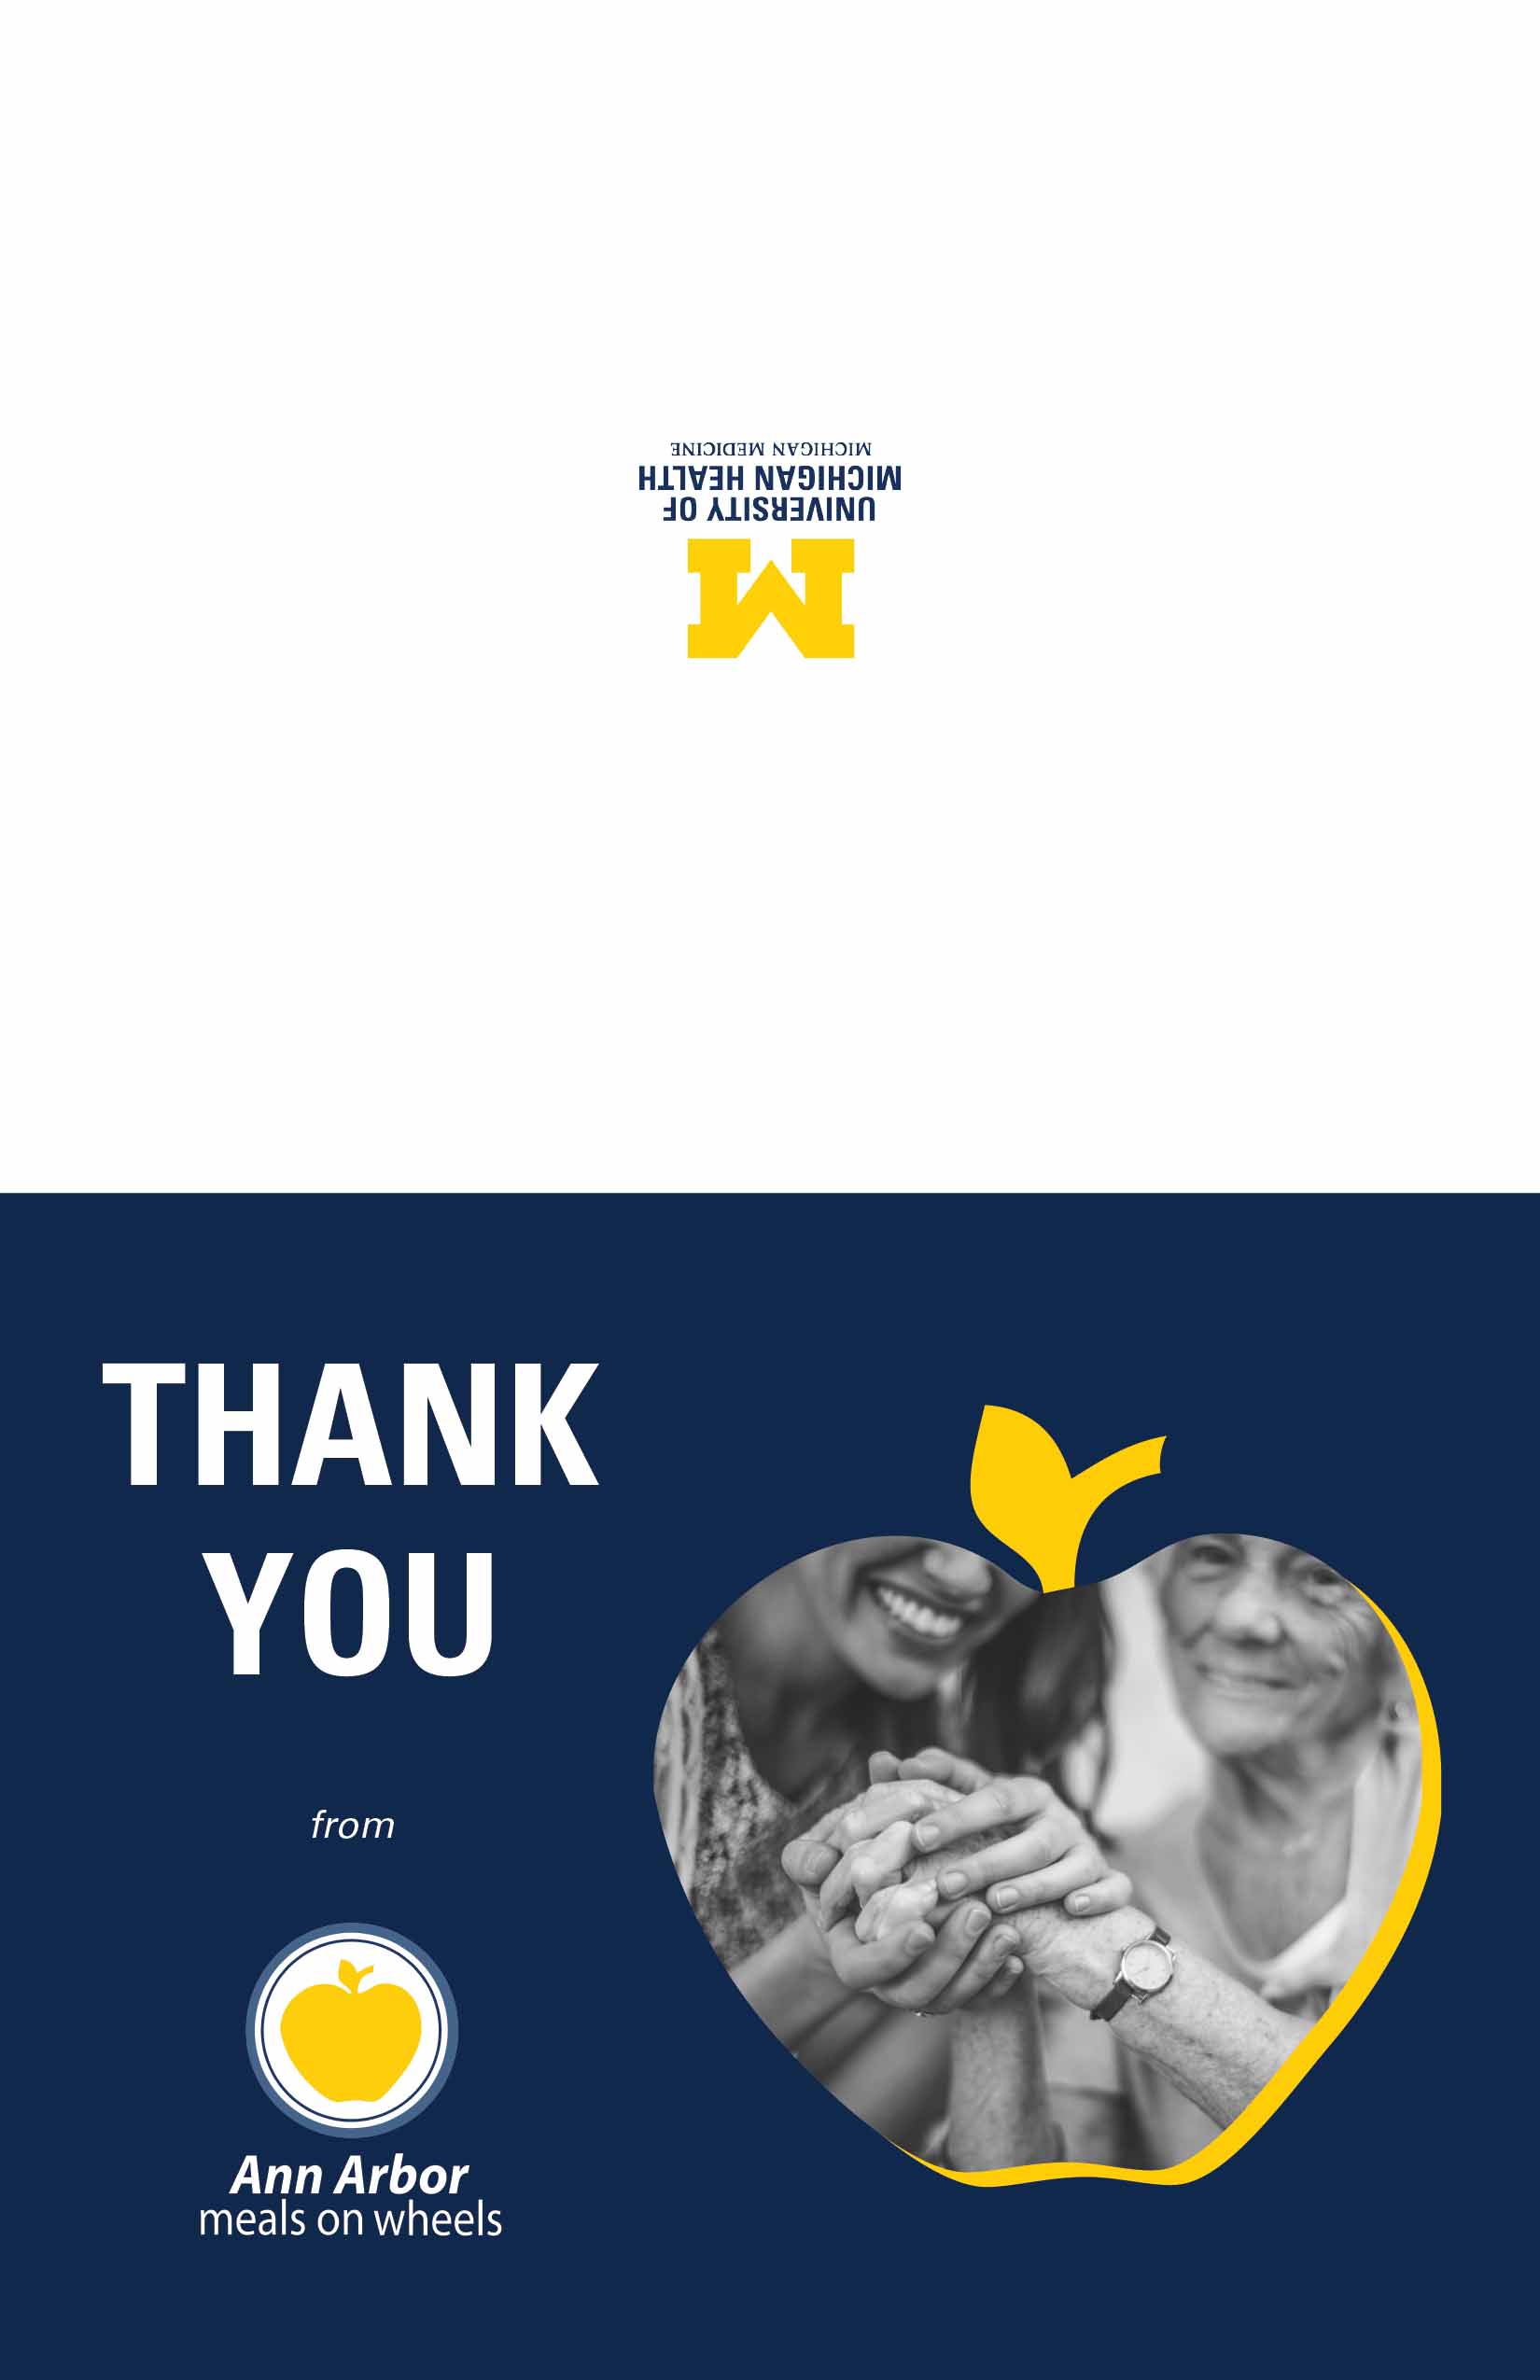 M
UNIVERSITY OF
MICHIGAN HEALTH
MICHIGAN MEDICINE
THANK
YOU
from
Ann Arbor
meals on wheels